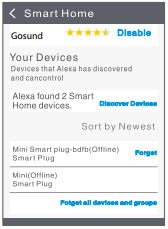 Smart Home
Gosund
Disable
Your Devices
Devices that Alexa has discovered
and cancontrol
Alexa found 2 Smart
Home devices.
Discover Devices
Sort by Newest
Mini Smart plug-bdfb(Offline)
Smart Plug
Forget
Mini(Offline)
Smart Plug
Fotget all devices and groups